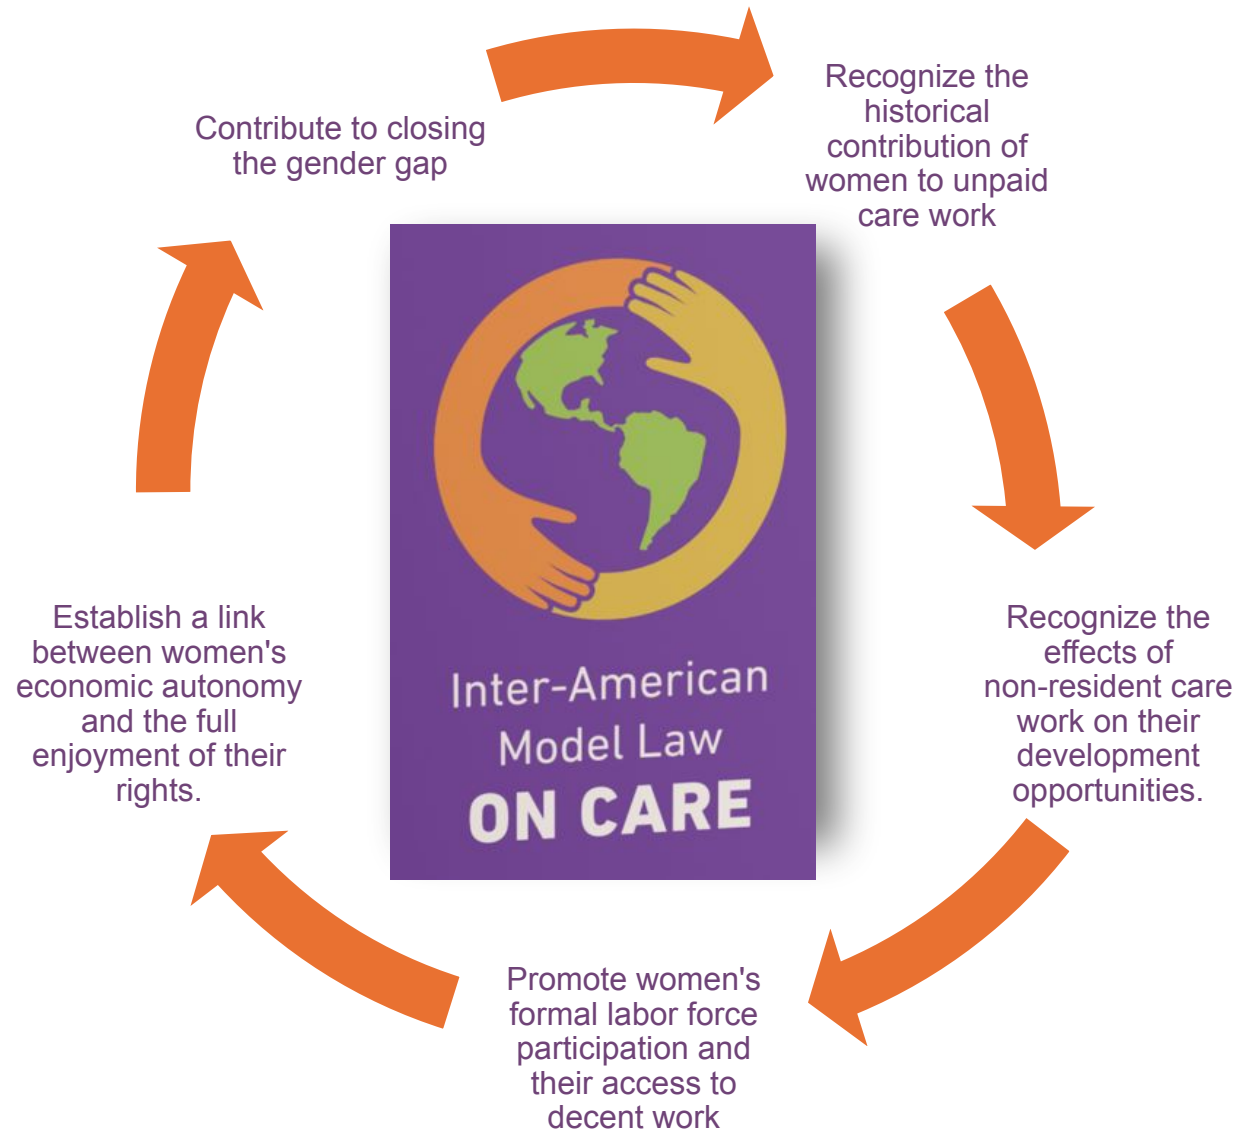 Contribute to closing
the gender gap
Recognize the
historical
contribution of
women to unpaid
care work
Recognize the
effects of
non-resident care
work on their
development
opportunities.
Promote women's
formal labor force
participation and
their access to
decent work
Establish a link
between women's
economic autonomy
and the full
enjoyment of their
rights.
Inter-American
Model Law
ON CARE